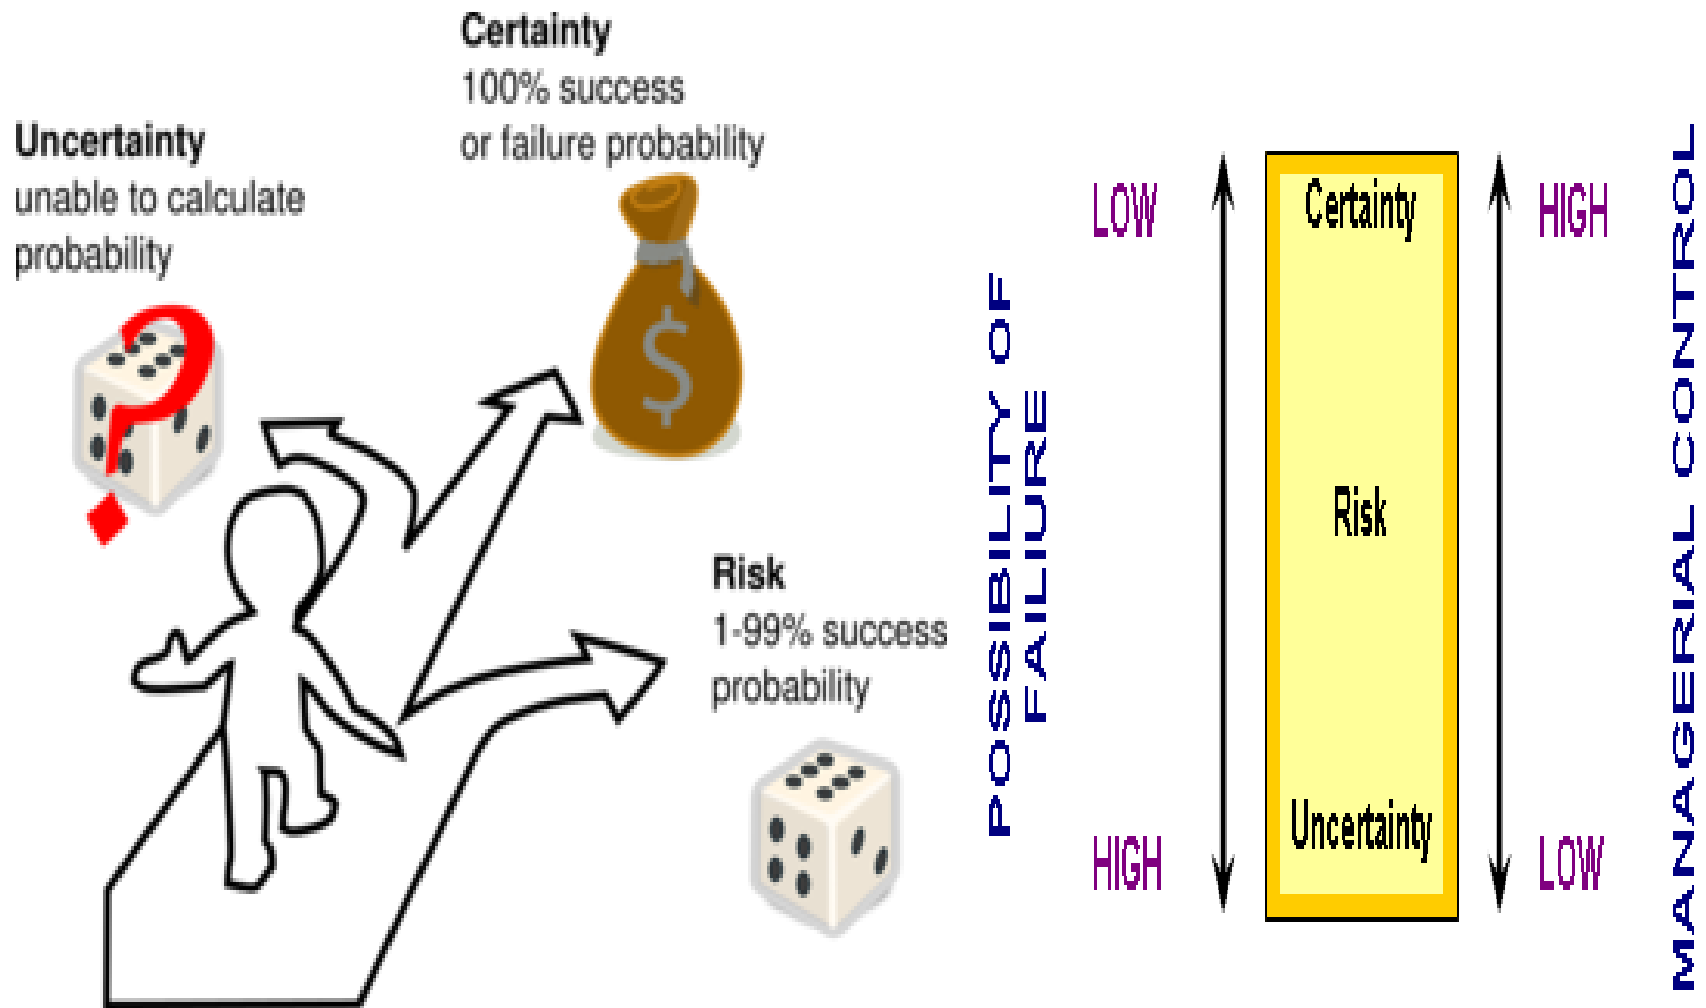 Certainty
100% success
or failure probability
Uncertainty
unable to calculate
probability
Risk
1-99% success
probability
POSSIBILITY OF
FAILIURE
LOW
HIGH
Certainty
Risk
Uncertainty
HIGH
LOW
MANAGERIAL CONTROL
$